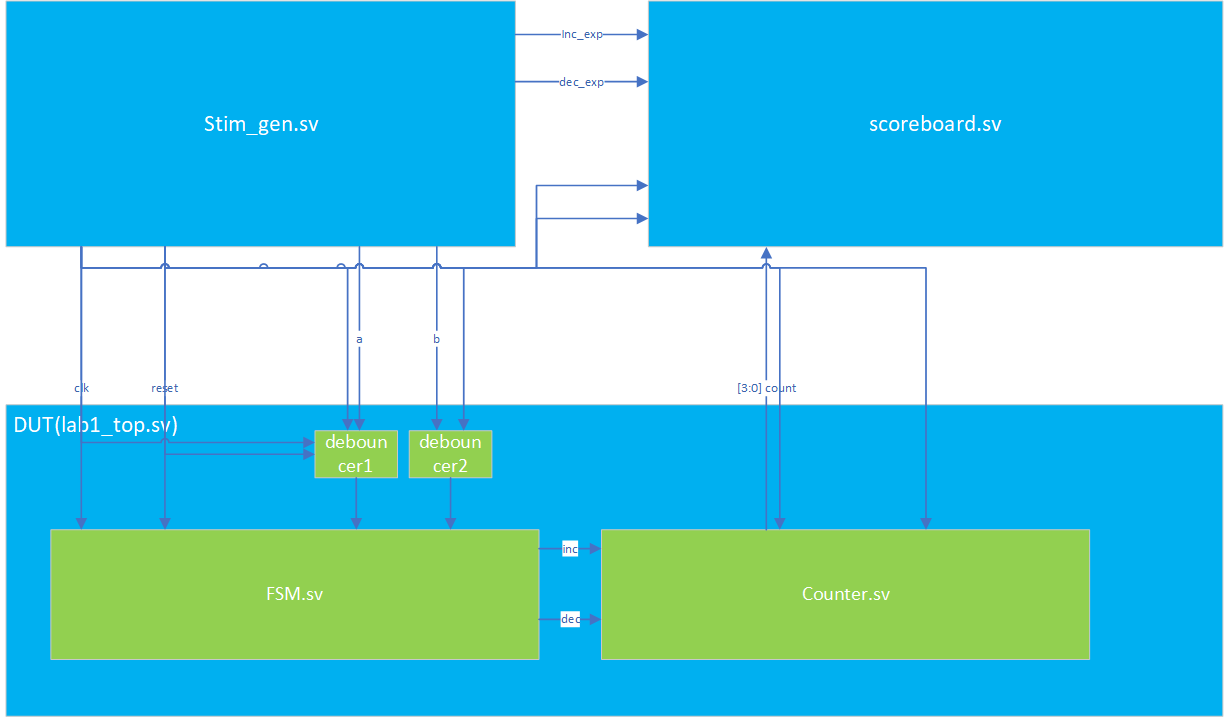 Inc_exp
dec_exp
Stim_gen.sv
scoreboard.sv
a
b
clk
reset
[3:0] count
DUT(lab1_top.sv)
deboun
cer1
deboun
cer2
inc
dec
FSM.sv
Counter.sv